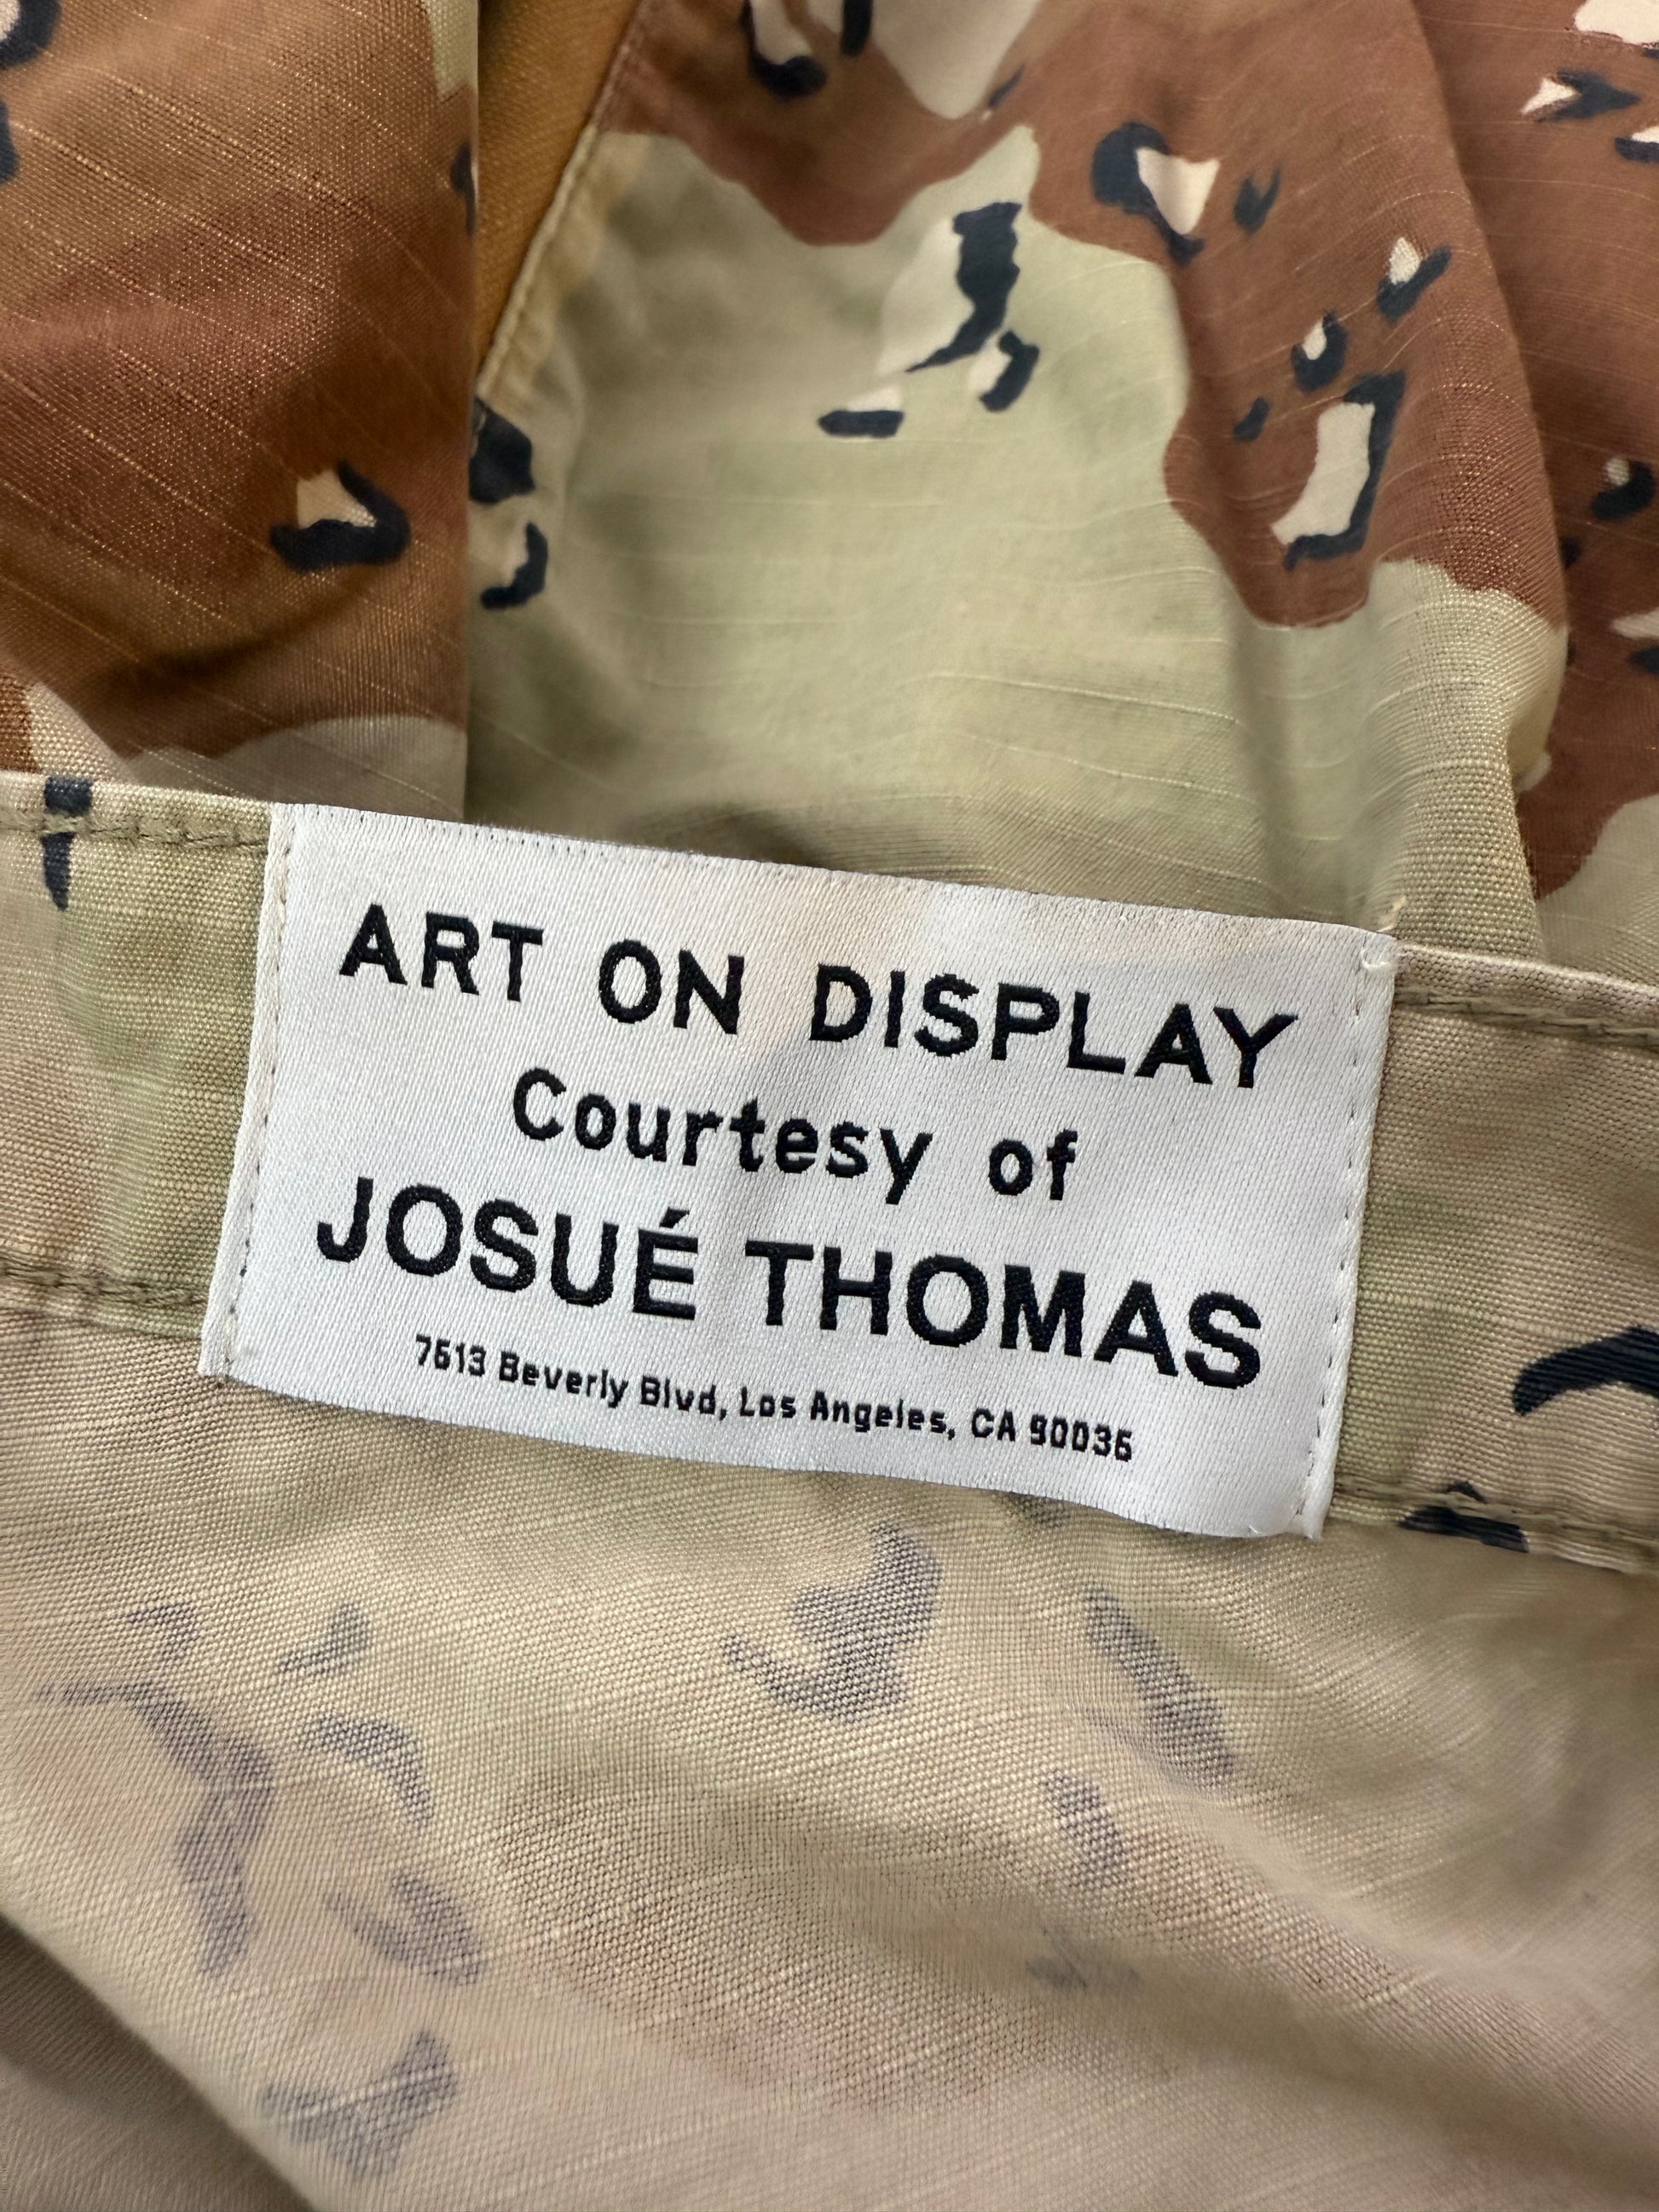 ART ON DISPLAY
Courtesy of
JOSUÉ THOMAS
7613 Beverly Blvd, Los Angeles, CA 90036